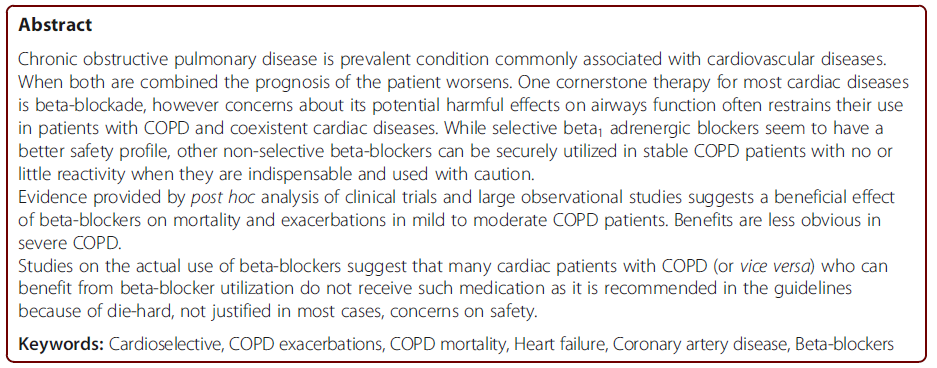 Abstract
Chronic obstructive pulmonary disease is prevalent condition commonly associated with cardiovascular diseases.
When both are combined the prognosis of the patient worsens. One cornerstone therapy for most cardiac diseases
is beta-blockade, however concerns about its potential harmful effects on airways function often restrains their use
in patients with COPD and coexistent cardiac diseases. While selective beta₁ adrenergic blockers seem to have a
better safety profile, other non-selective beta-blockers can be securely utilized in stable COPD patients with no or
little reactivity when they are indispensable and used with caution.
Evidence provided by post hoc analysis of clinical trials and large observational studies suggests a beneficial effect
of beta-blockers on mortality and exacerbations in mild to moderate COPD patients. Benefits are less obvious in
severe COPD.
Studies on the actual use of beta-blockers suggest that many cardiac patients with COPD (or vice versa) who can
benefit from beta-blocker utilization do not receive such medication as it is recommended in the guidelines
because of die-hard, not justified in most cases, concerns on safety.
Keywords: Cardioselective, COPD exacerbations, COPD mortality, Heart failure, Coronary artery disease, Beta-blockers